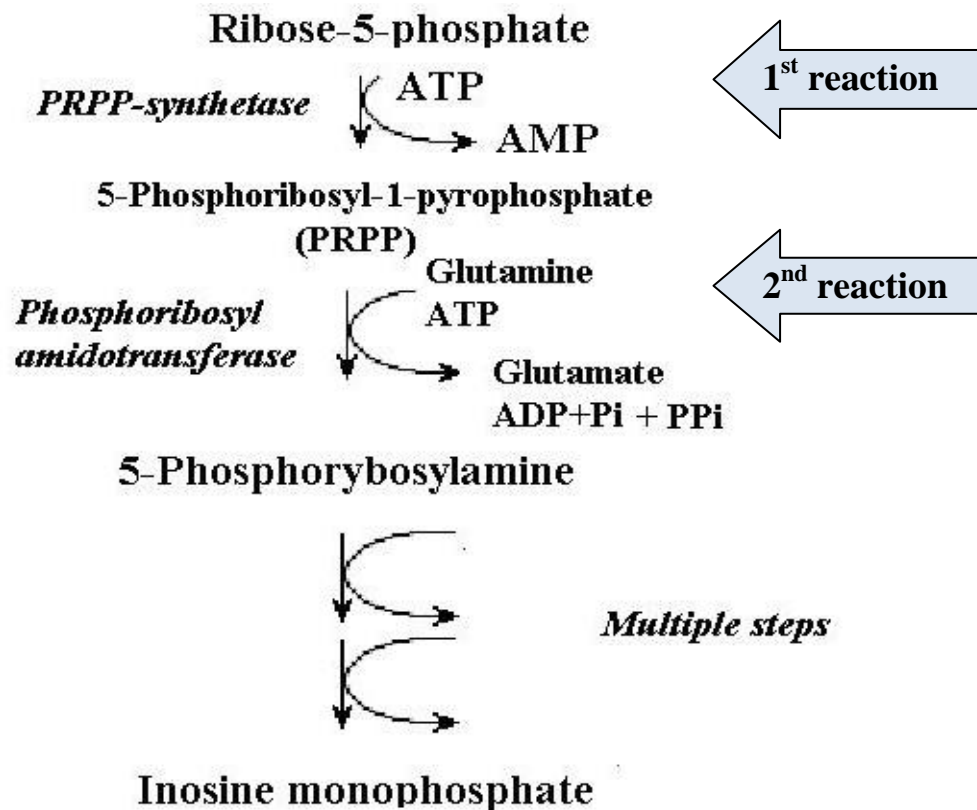 Ribose-5-phosphate
1st reaction
PRPP-synthetase
ATP
AMP
5-Phosphoribosyl-1-pyrophosphate
(PRPP)
2nd reaction
Glutamine
ATP
Phosphoribosyl
amidotransferase
Glutamate
ADP+Pi + PPi
5-Phosphorybosylamine
Multiple steps
Inosine monophosphate